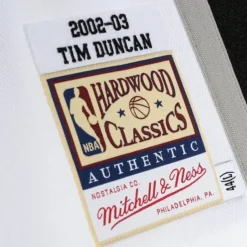 2002-03
TIM DUNCAN
HARDWOOD
CLASSICS
NBA
AUTHENTIC
NOSTALGIA CO.
Mitchell & Ness
PHILADELPHIA, PA.
44(L)